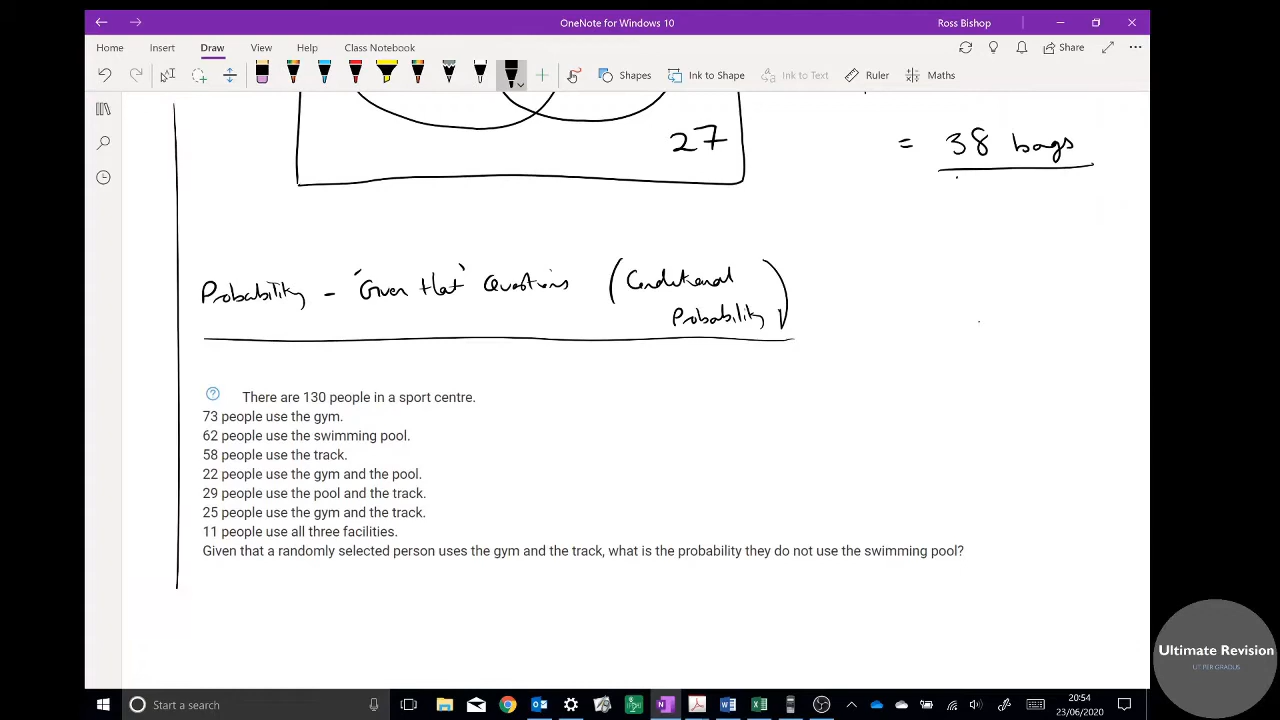 OneNote for Windows 10
Ross Bishop
Home Insert Draw View Help Class Notebook
Share
Shapes Ink to Shape Ink to Text Ruler Maths
27
= 38 bags
Probability - 'Given that' Questions (Conditional
Probability)
There are 130 people in a sport centre.
73 people use the gym.
62 people use the swimming pool.
58 people use the track.
22 people use the gym and the pool.
29 people use the pool and the track.
25 people use the gym and the track.
11 people use all three facilities.
Given that a randomly selected person uses the gym and the track, what is the probability they do not use the swimming pool?
Ultimate Revision
UT PER GRADUS
Start a search
20:54
23/06/2020